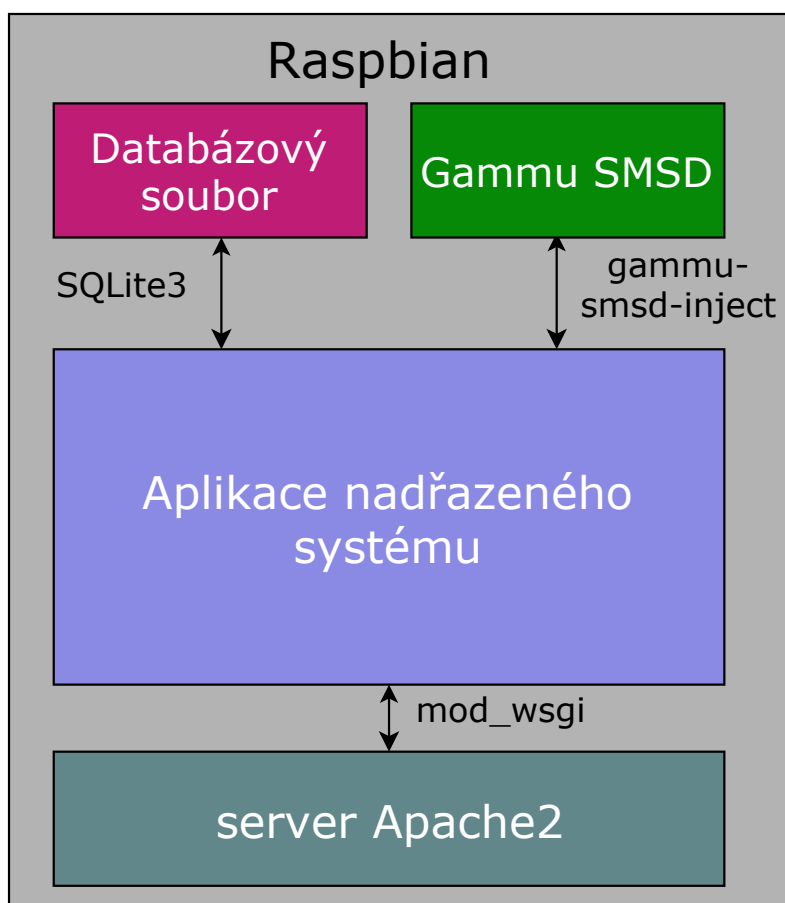 Raspbian
Databázový
soubor
Gammu SMSD
SQLite3
gammu-
smsd-inject
Aplikace nadřazeného
systému
mod_wsgi
server Apache2